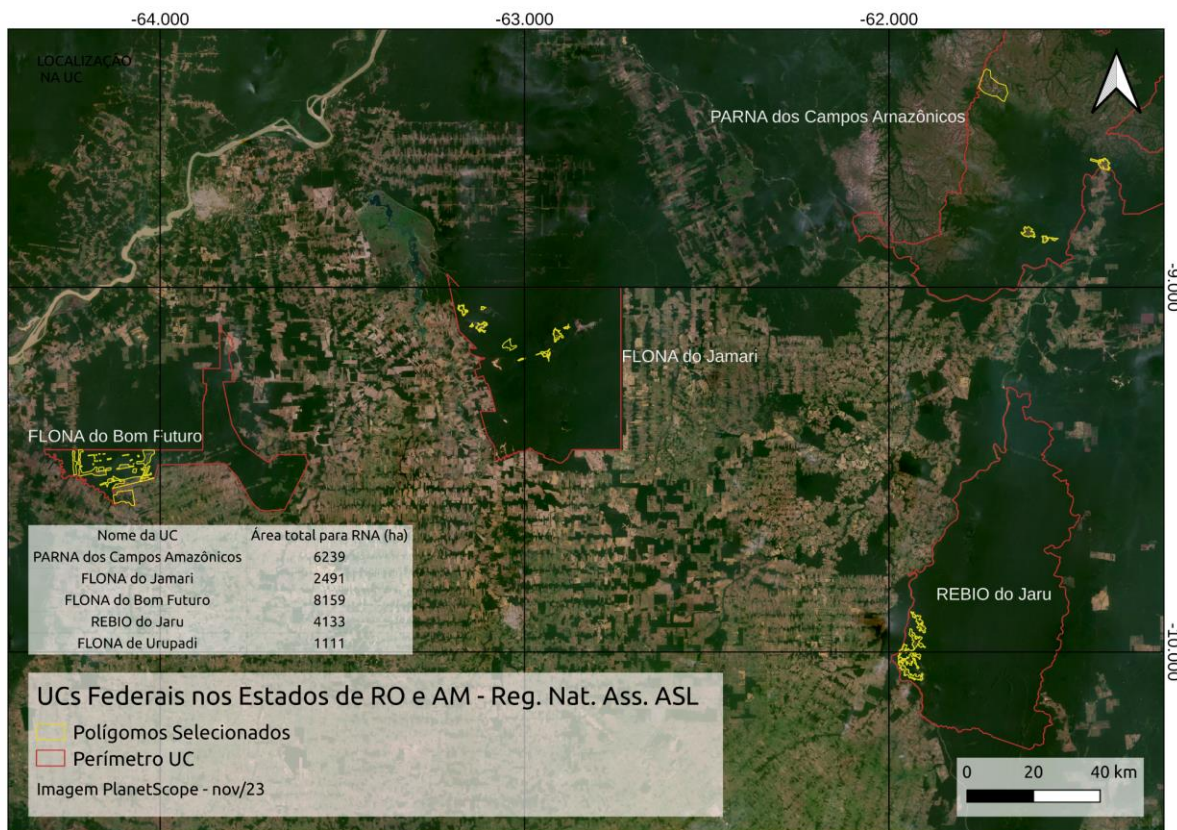 -64.000 -63.000 -62.000
LOCALIZAÇÃO
NA UC
PARNA dos Campos Amazônicos
-9.000
FLONA do Jamari
FLONA do Bom Futuro
Nome da UC Área total para RNA (ha)
PARNA dos Campos Amazônicos 6239
FLONA do Jamari 2491
FLONA do Bom Futuro 8159
REBIO do Jaru 4133
FLONA de Urupadi 1111
REBIO do Jaru
-10.000
UCs Federais nos Estados de RO e AM - Reg. Nat. Ass. ASL
Polígomos Selecionados
Perímetro UC
Imagem PlanetScope - nov/23
0 20 40 km